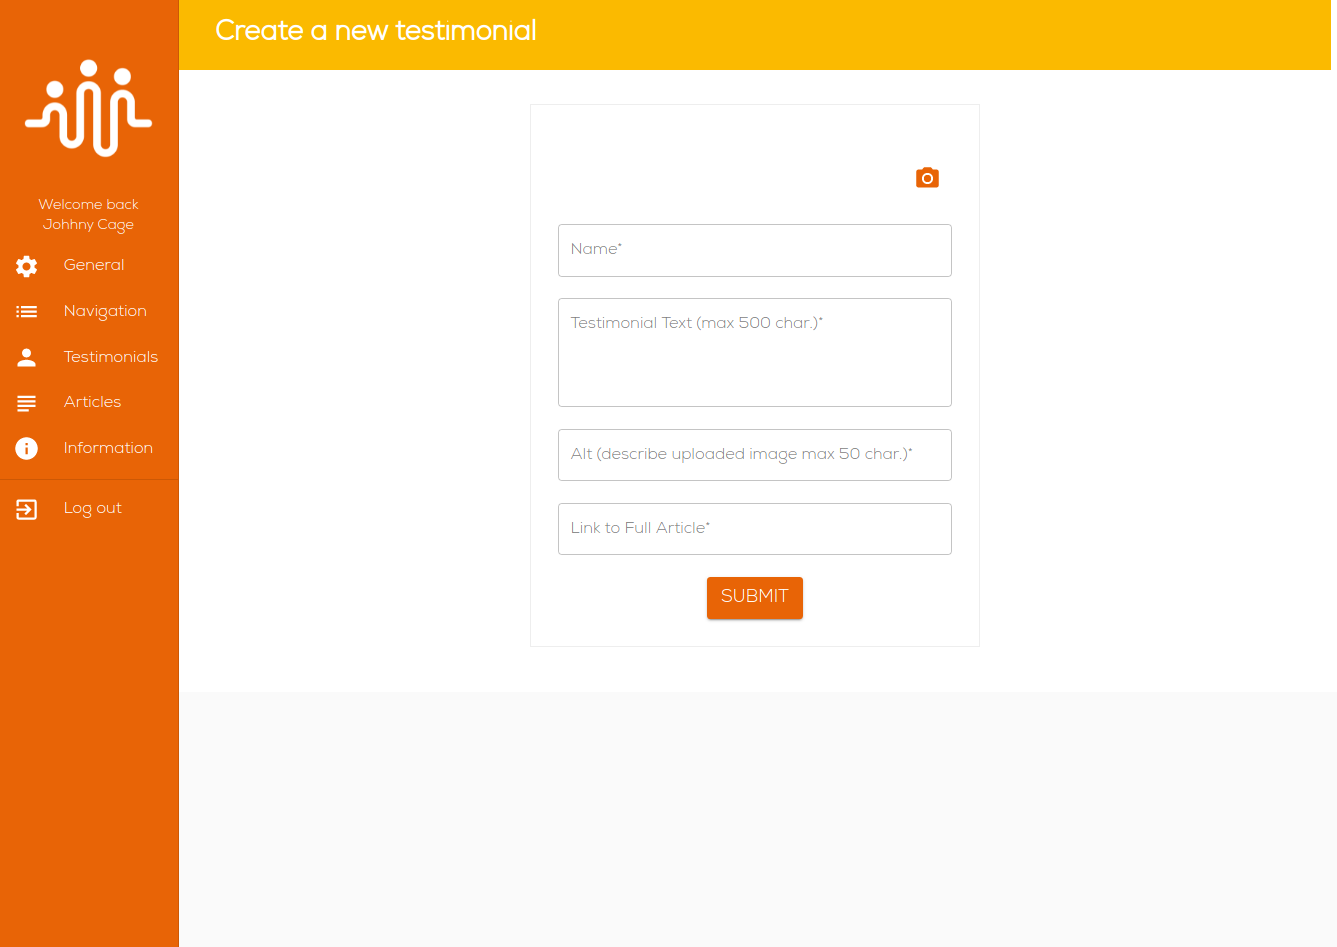 Create a new testimonial
Welcome back
Johhny Cage
General
Navigation
Testimonials
Articles
Information
Log out
Name*
Testimonial Text (max 500 char.)*
Alt (describe uploaded image max 50 char.)*
Link to Full Article*
SUBMIT